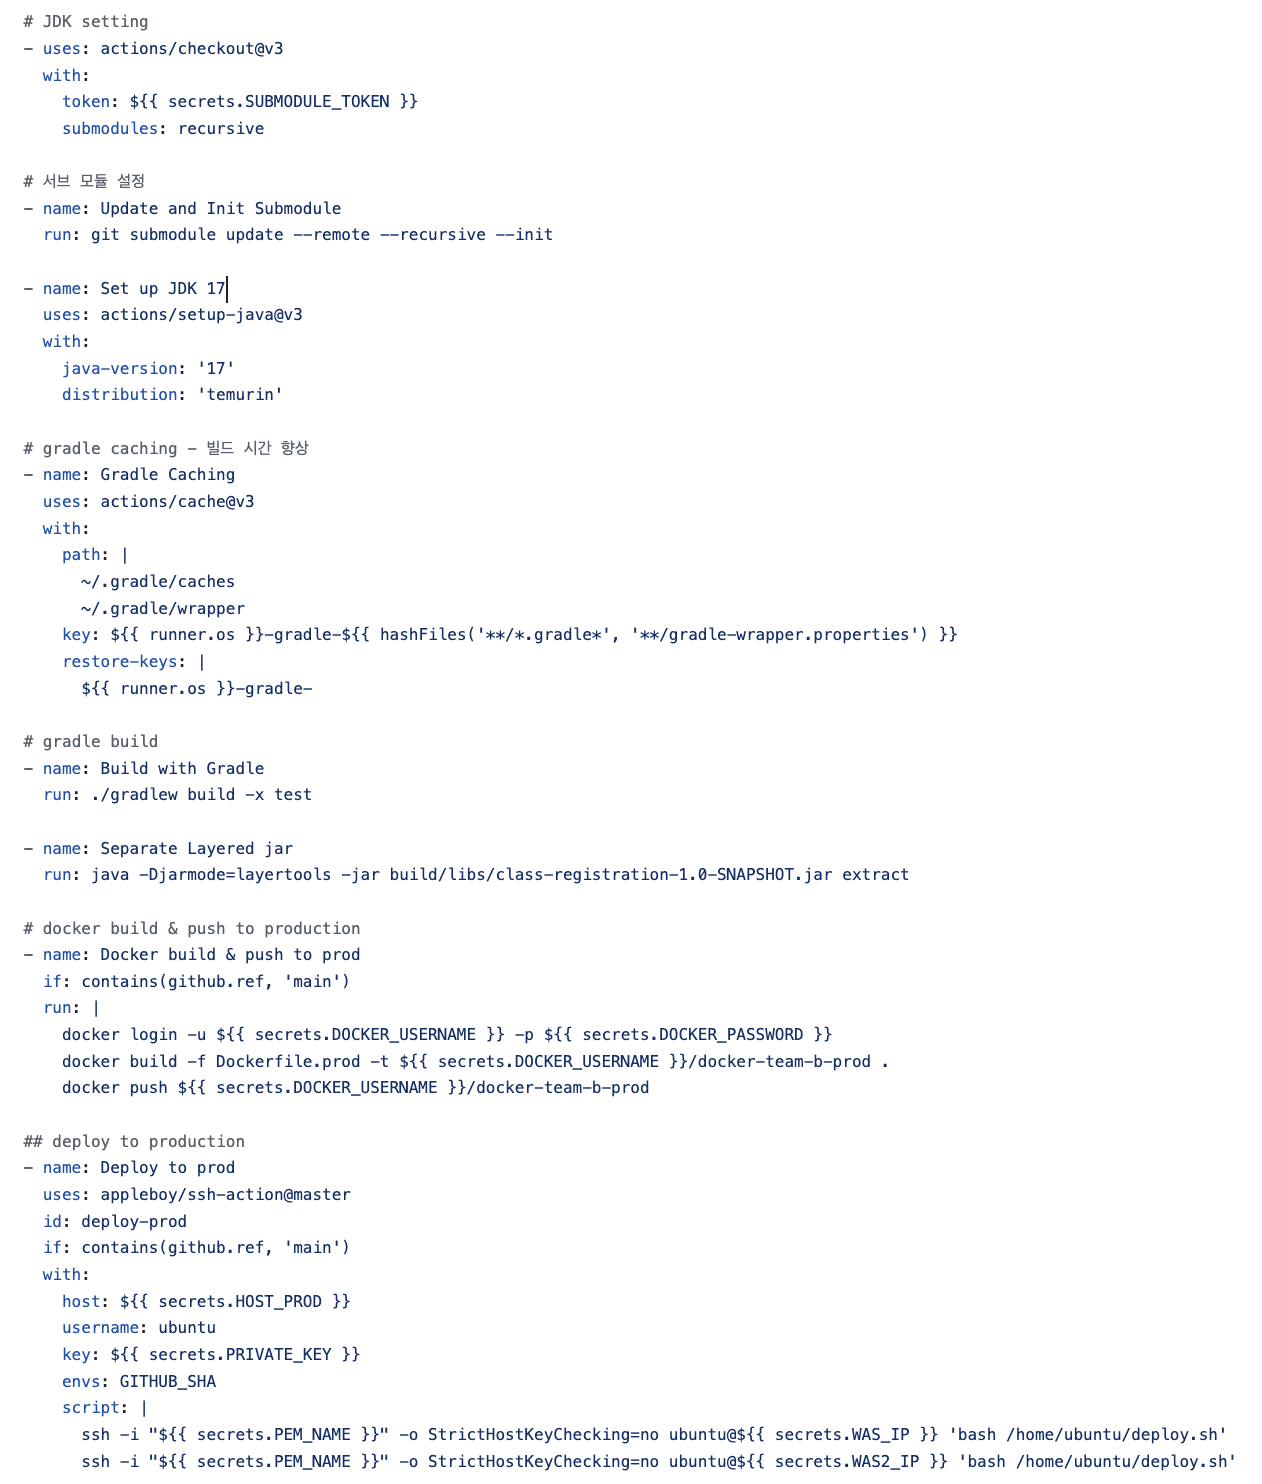 # JDK setting
- uses: actions/checkout@v3
  with:
    token: ${{ secrets.SUBMODULE_TOKEN }}
    submodules: recursive

# 서브 모듈 설정
- name: Update and Init Submodule
  run: git submodule update --remote --recursive --init

- name: Set up JDK 17
  uses: actions/setup-java@v3
  with:
    java-version: '17'
    distribution: 'temurin'

# gradle caching - 빌드 시간 향상
- name: Gradle Caching
  uses: actions/cache@v3
  with:
    path: |
      ~/.gradle/caches
      ~/.gradle/wrapper
    key: ${{ runner.os }}-gradle-${{ hashFiles('**/*.gradle*', '**/gradle-wrapper.properties') }}
    restore-keys: |
      ${{ runner.os }}-gradle-

# gradle build
- name: Build with Gradle
  run: ./gradlew build -x test

- name: Separate Layered jar
  run: java -Djarmode=layertools -jar build/libs/class-registration-1.0-SNAPSHOT.jar extract

# docker build & push to production
- name: Docker build & push to prod
  if: contains(github.ref, 'main')
  run: |
    docker login -u ${{ secrets.DOCKER_USERNAME }} -p ${{ secrets.DOCKER_PASSWORD }}
    docker build -f Dockerfile.prod -t ${{ secrets.DOCKER_USERNAME }}/docker-team-b-prod .
    docker push ${{ secrets.DOCKER_USERNAME }}/docker-team-b-prod

## deploy to production
- name: Deploy to prod
  uses: appleboy/ssh-action@master
  id: deploy-prod
  if: contains(github.ref, 'main')
  with:
    host: ${{ secrets.HOST_PROD }}
    username: ubuntu
    key: ${{ secrets.PRIVATE_KEY }}
    envs: GITHUB_SHA
    script: |
      ssh -i "${{ secrets.PEM_NAME }}" -o StrictHostKeyChecking=no ubuntu@${{ secrets.WAS_IP }} 'bash /home/ubuntu/deploy.sh'
      ssh -i "${{ secrets.PEM_NAME }}" -o StrictHostKeyChecking=no ubuntu@${{ secrets.WAS2_IP }} 'bash /home/ubuntu/deploy.sh'